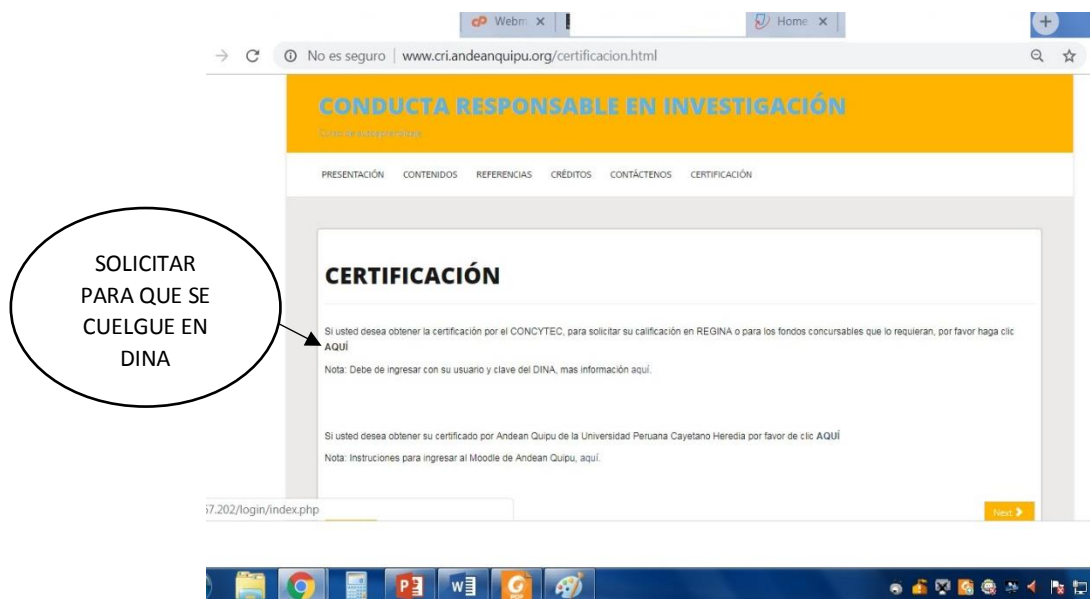 Webm
Home
No es seguro | www.cri.andeanquipu.org/certificacion.html
CONDUCTA RESPONSABLE EN INVESTIGACIÓN
PRESENTACIÓN CONTENIDOS REFERENCIAS CRÉDITOS CONTÁCTENOS CERTIFICACIÓN
SOLICITAR
PARA QUE SE
CUELGUE EN
DINA
CERTIFICACIÓN
Si usted desea obtener la certificación por el CONCYTEC, para solicitar su calificación en REGINA o para los fondos concursables que lo requieran, por favor haga clic
AQUÍ
Nota: Debe de ingresar con su usuario y clave del DINA, mas información aquí.
Si usted desea obtener su certificado por Andean Quipu de la Universidad Peruana Cayetano Heredia por favor de clic AQUÍ
Nota: Instruciones para ingresar al Moodle de Andean Quipu, aquí.
57.202/login/index.php
Next